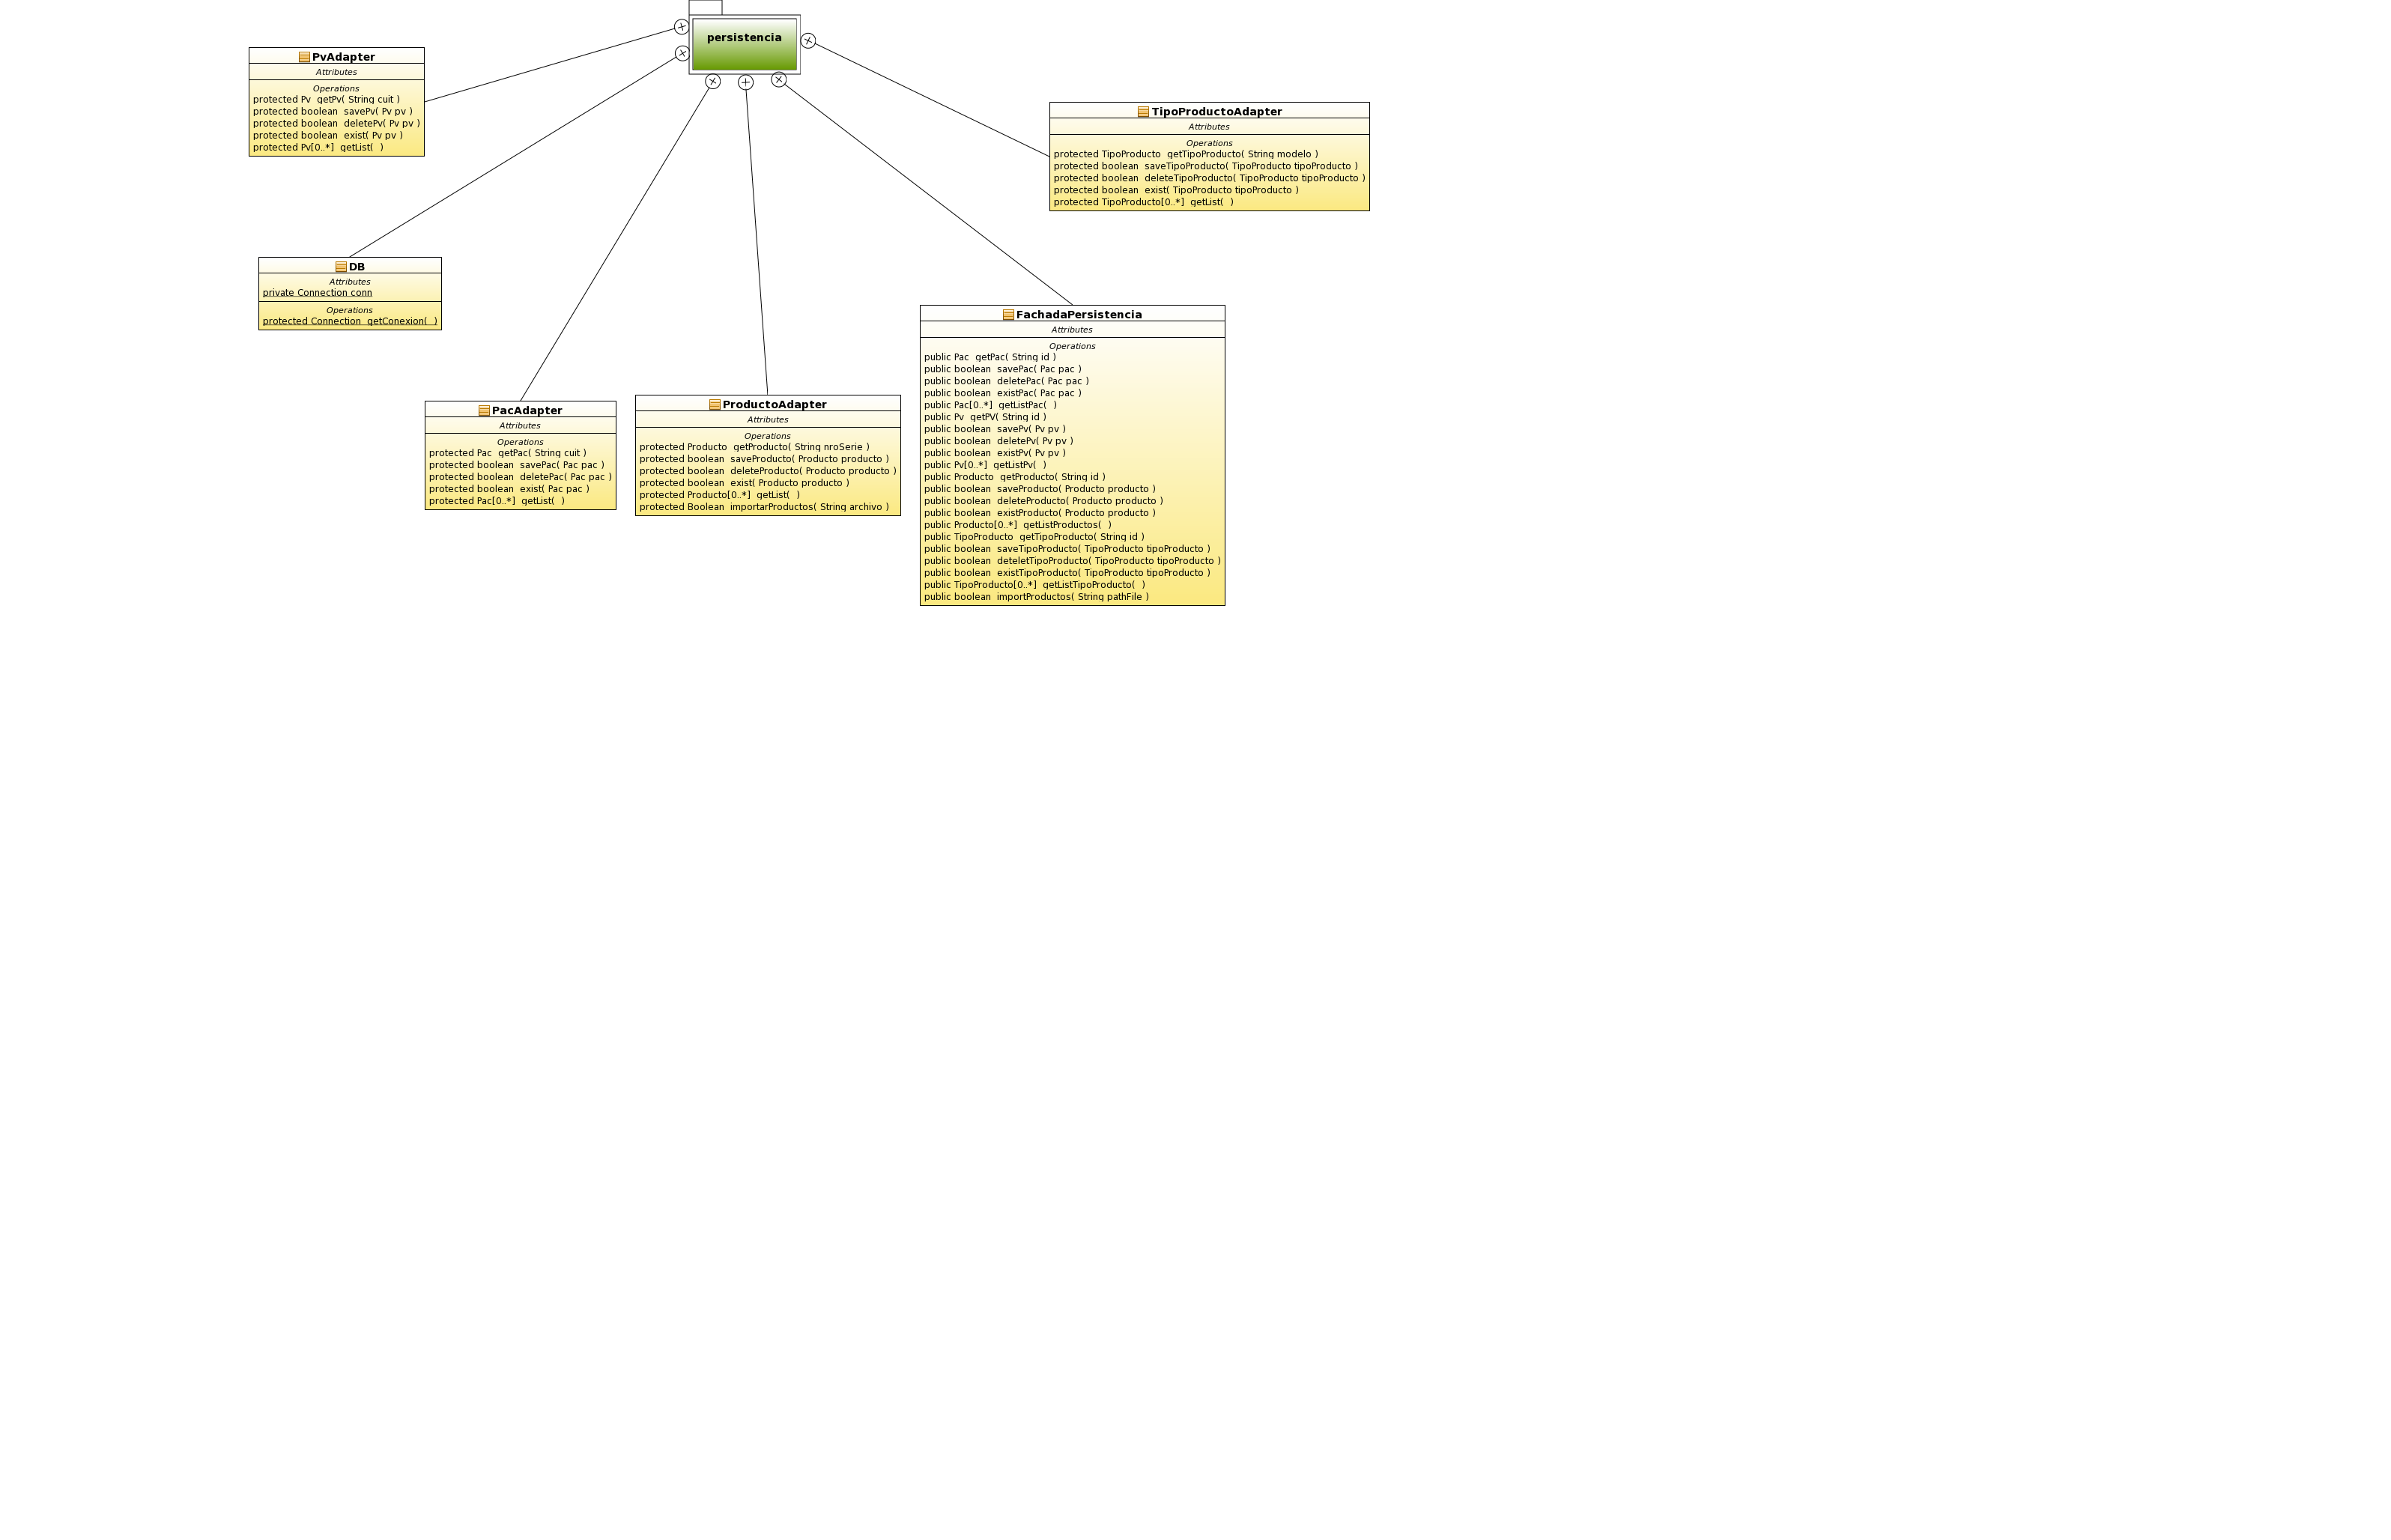 persistencia
PvAdapter
Attributes
Operations
protected Pv  getPv( String cuit )
protected boolean  savePv( Pv pv )
protected boolean  deletePv( Pv pv )
protected boolean  exist( Pv pv )
protected Pv[0..*]  getList(  )
TipoProductoAdapter
Attributes
Operations
protected TipoProducto  getTipoProducto( String modelo )
protected boolean  saveTipoProducto( TipoProducto tipoProducto )
protected boolean  deleteTipoProducto( TipoProducto tipoProducto )
protected boolean  exist( TipoProducto tipoProducto )
protected TipoProducto[0..*]  getList(  )
DB
Attributes
private Connection conn
Operations
protected Connection  getConexion(  )
PacAdapter
Attributes
Operations
protected Pac  getPac( String cuit )
protected boolean  savePac( Pac pac )
protected boolean  deletePac( Pac pac )
protected boolean  exist( Pac pac )
protected Pac[0..*]  getList(  )
ProductoAdapter
Attributes
Operations
protected Producto  getProducto( String nroSerie )
protected boolean  saveProducto( Producto producto )
protected boolean  deleteProducto( Producto producto )
protected boolean  exist( Producto producto )
protected Producto[0..*]  getList(  )
protected Boolean  importarProductos( String archivo )
FachadaPersistencia
Attributes
Operations
public Pac  getPac( String id )
public boolean  savePac( Pac pac )
public boolean  deletePac( Pac pac )
public boolean  existPac( Pac pac )
public Pac[0..*]  getListPac(  )
public Pv  getPV( String id )
public boolean  savePv( Pv pv )
public boolean  deletePv( Pv pv )
public boolean  existPv( Pv pv )
public Pv[0..*]  getListPv(  )
public Producto  getProducto( String id )
public boolean  saveProducto( Producto producto )
public boolean  deleteProducto( Producto producto )
public boolean  existProducto( Producto producto )
public Producto[0..*]  getListProductos(  )
public TipoProducto  getTipoProducto( String id )
public boolean  saveTipoProducto( TipoProducto tipoProducto )
public boolean  deteletTipoProducto( TipoProducto tipoProducto )
public boolean  existTipoProducto( TipoProducto tipoProducto )
public TipoProducto[0..*]  getListTipoProducto(  )
public boolean  importProductos( String pathFile )